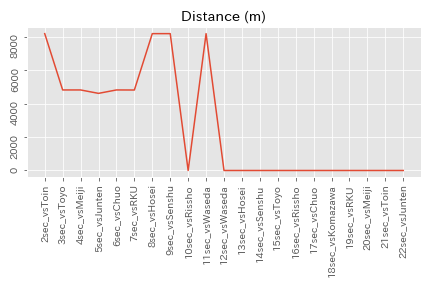 Distance (m)
8000
6000
4000
2000
0
2sec_vsToin
3sec_vsToyo
4sec_vsMeiji
5sec_vsJunten
6sec_vsChuo
7sec_vsRKU
8sec_vsHosei
9sec_vsSenshu
10sec_vsRissho
11sec_vsWaseda
12sec_vsWaseda
13sec_vsHosei
14sec_vsSenshu
15sec_vsToyo
16sec_vsRissho
17sec_vsChuo
18sec_vsKomazawa
19sec_vsRKU
20sec_vsMeiji
21sec_vsToin
22sec_vsJunten